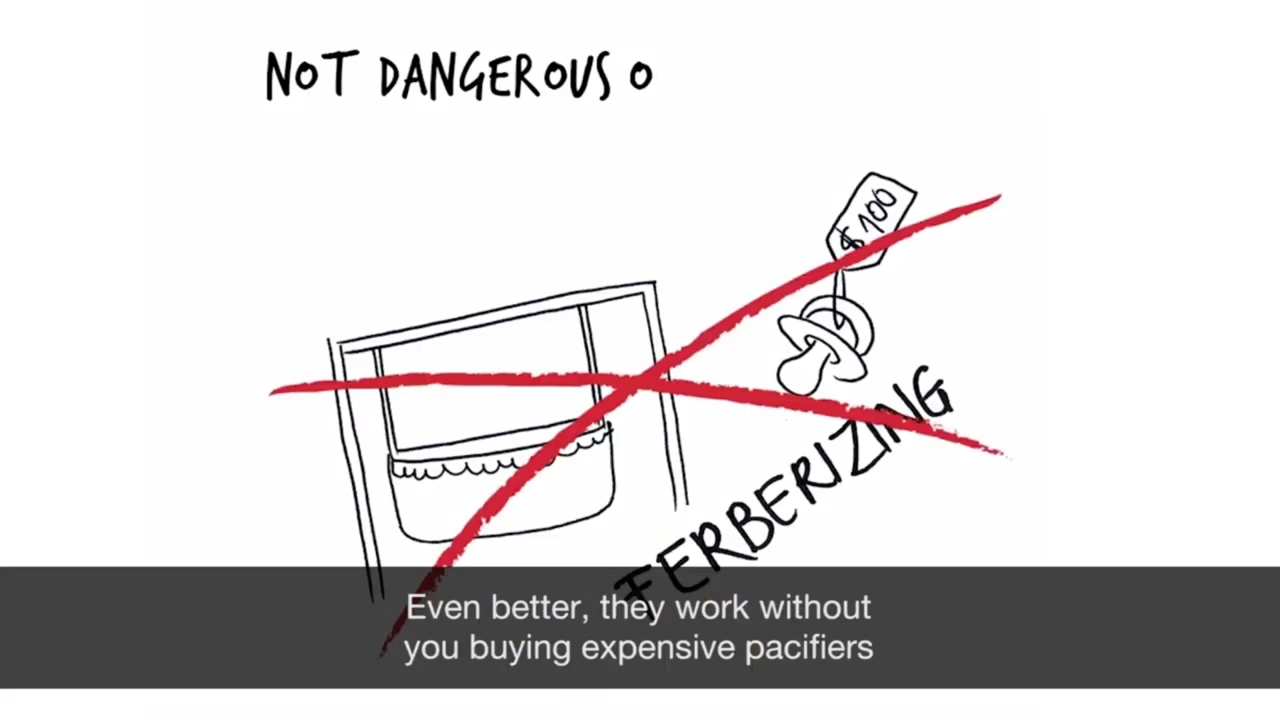 NOT DANGEROUS O
$100
FERBERIZING
Even better, they work without
you buying expensive pacifiers